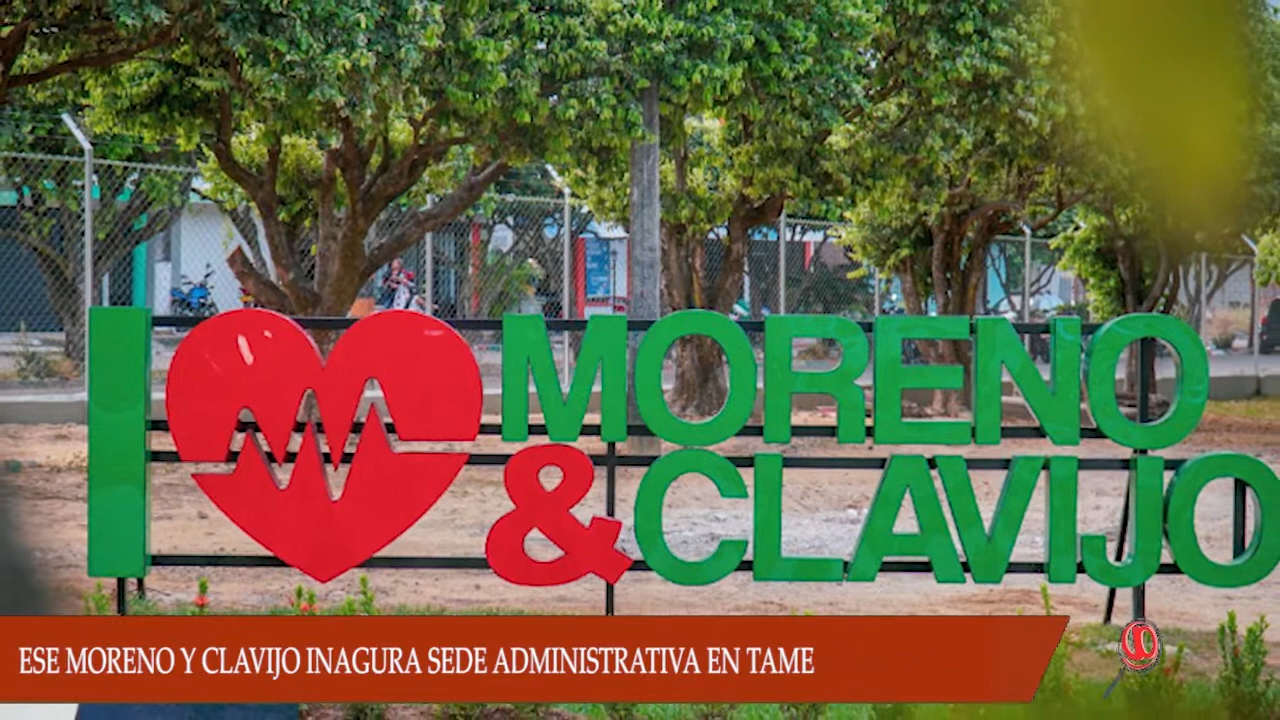 I MORENO
& CLAVIJO
ESE MORENO Y CLAVIJO INAGURA SEDE ADMINISTRATIVA EN TAME